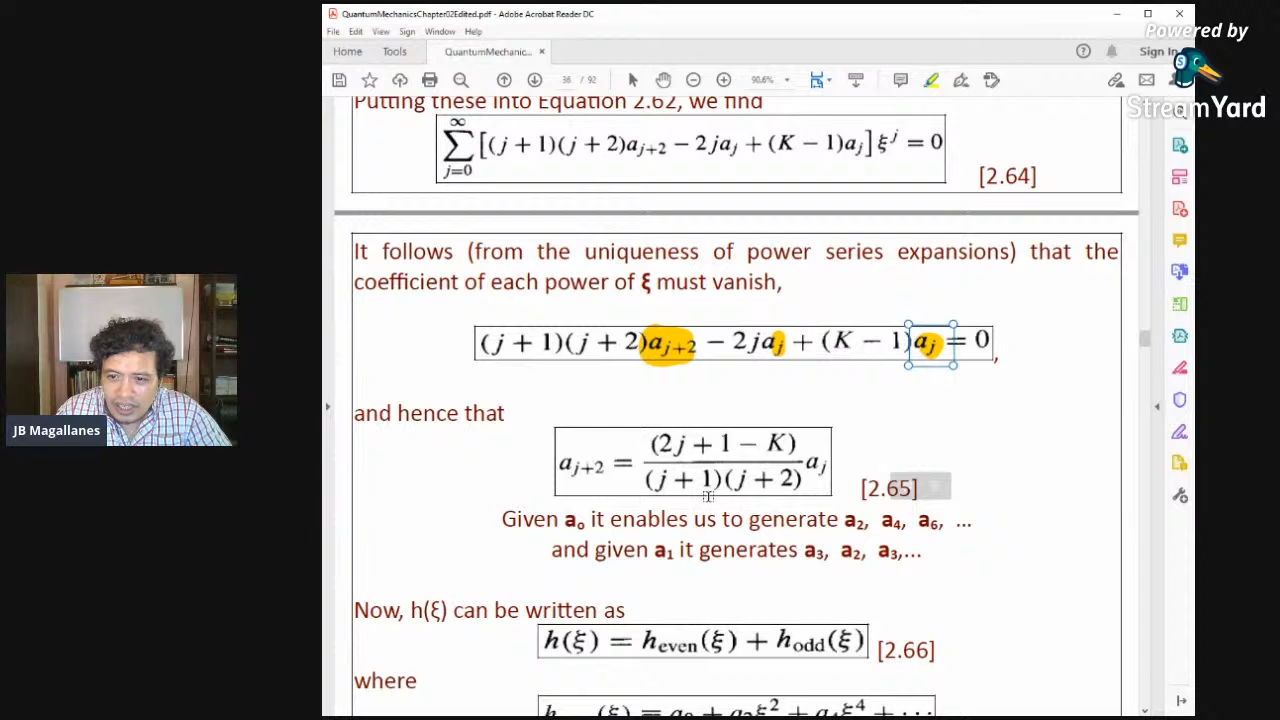 QuantumMechanicsChapter02Edited.pdf - Adobe Acrobat Reader DC
Powered by
StreamYard
File Edit View Sign Window Help
Home Tools QuantumMechanic... × Sign In
36 / 92 90.6%
Putting these into Equation 2.62, we find
∑_{j=0}^{∞} [(j + 1)(j + 2)a_{j+2} − 2ja_j + (K − 1)a_j] ξ^j = 0
[2.64]
It follows (from the uniqueness of power series expansions) that the
coefficient of each power of ξ must vanish,
(j + 1)(j + 2)a_{j+2} − 2ja_j + (K − 1)a_j = 0 ,
and hence that
a_{j+2} = \frac{(2j + 1 − K)}{(j + 1)(j + 2)} a_j
[2.65]
Given a₀ it enables us to generate a₂, a₄, a₆, ...
and given a₁ it generates a₃, a₂, a₃,...
Now, h(ξ) can be written as
h(ξ) = h_{even}(ξ) + h_{odd}(ξ) [2.66]
where
JB Magallanes